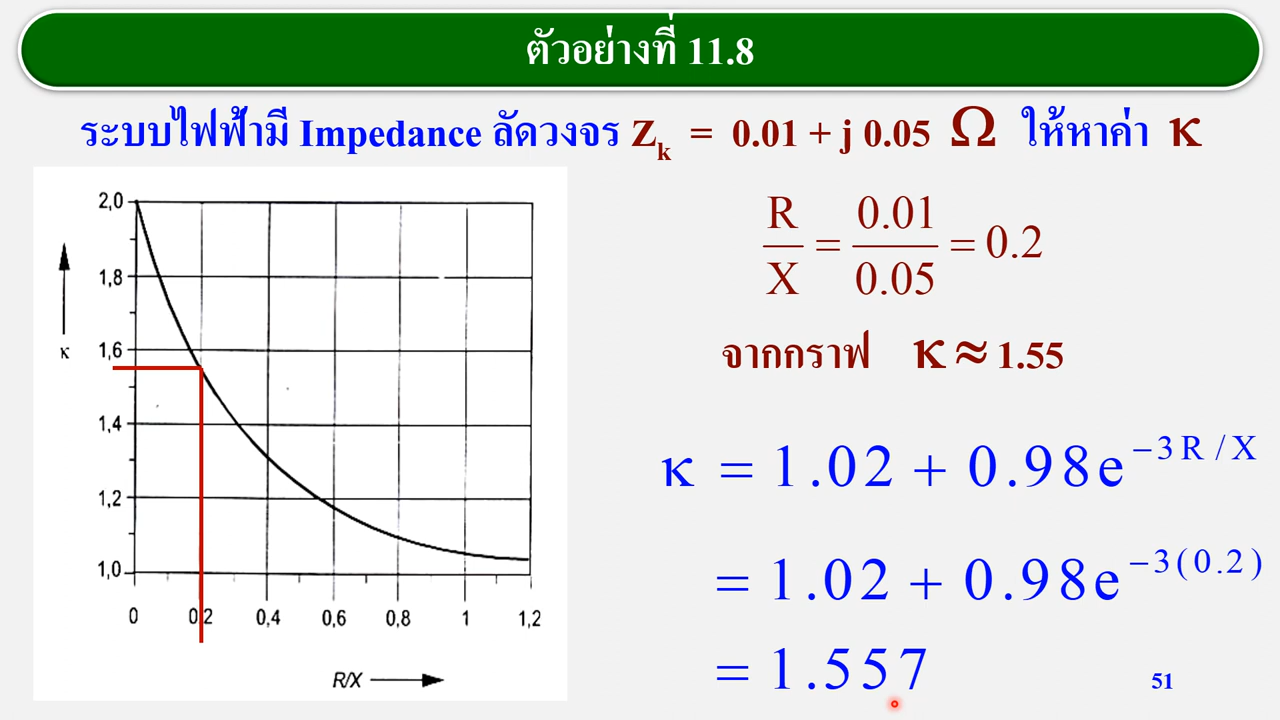 ตัวอย่างที่ 11.8
ระบบไฟฟ้ามี Impedance ลัดวงจร Zk = 0.01 + j 0.05 Ω ให้หาค่า κ
2,0
1,8
1,6
1,4
1,2
1,0
κ
0 0,2 0,4 0,6 0,8 1 1,2
R/X
R/X = 0.01/0.05 = 0.2
จากกราฟ κ ≈ 1.55
κ = 1.02 + 0.98e^−3R/X
= 1.02 + 0.98e^−3(0.2)
= 1.557
51